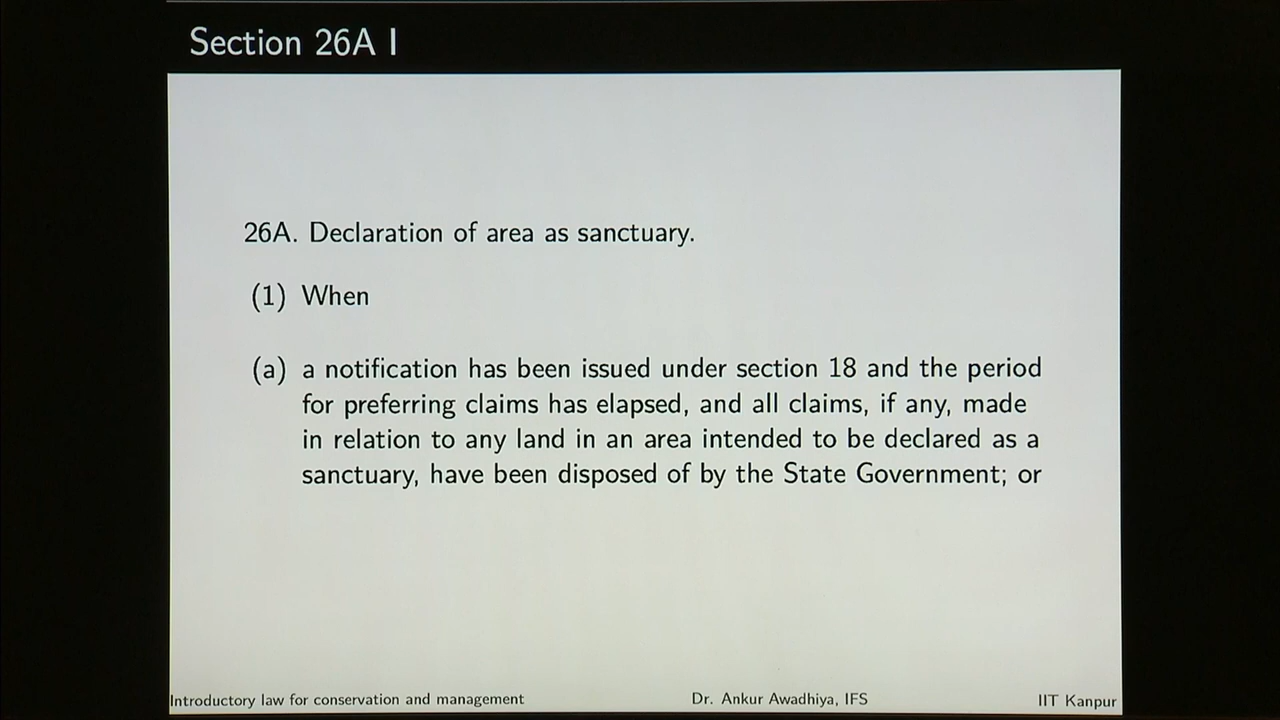 Section 26A I
26A. Declaration of area as sanctuary.
(1) When
(a) a notification has been issued under section 18 and the period
for preferring claims has elapsed, and all claims, if any, made
in relation to any land in an area intended to be declared as a
sanctuary, have been disposed of by the State Government; or
Introductory law for conservation and management Dr. Ankur Awadhiya, IFS IIT Kanpur